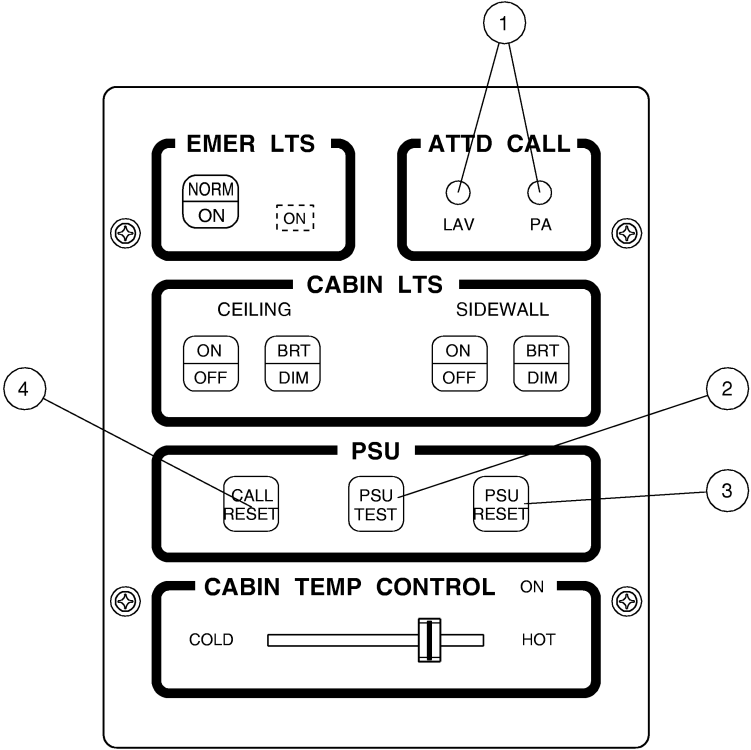 1
EMER LTS
ATTD CALL
NORM
ON
ON
LAV
PA
CABIN LTS
CEILING
SIDEWALL
ON
OFF
BRT
DIM
ON
OFF
BRT
DIM
4
2
PSU
CALL
RESET
PSU
TEST
PSU
RESET
3
CABIN TEMP CONTROL
ON
COLD
HOT